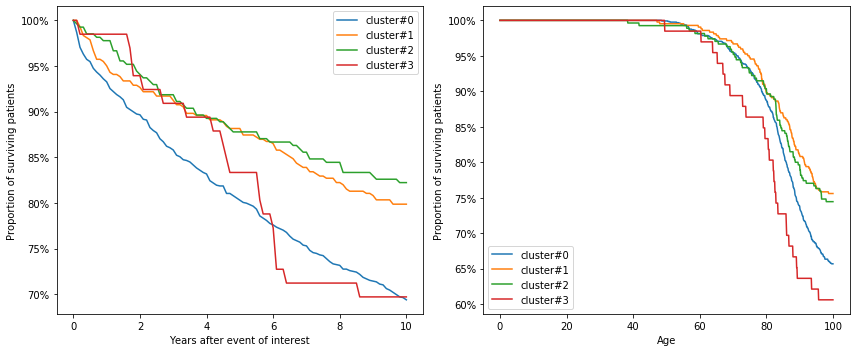 Proportion of surviving patients
100%
95%
90%
85%
80%
75%
70%
0
2
4
6
8
10
Years after event of interest
cluster#0
cluster#1
cluster#2
cluster#3
Proportion of surviving patients
100%
95%
90%
85%
80%
75%
70%
65%
60%
0
20
40
60
80
100
Age
cluster#0
cluster#1
cluster#2
cluster#3